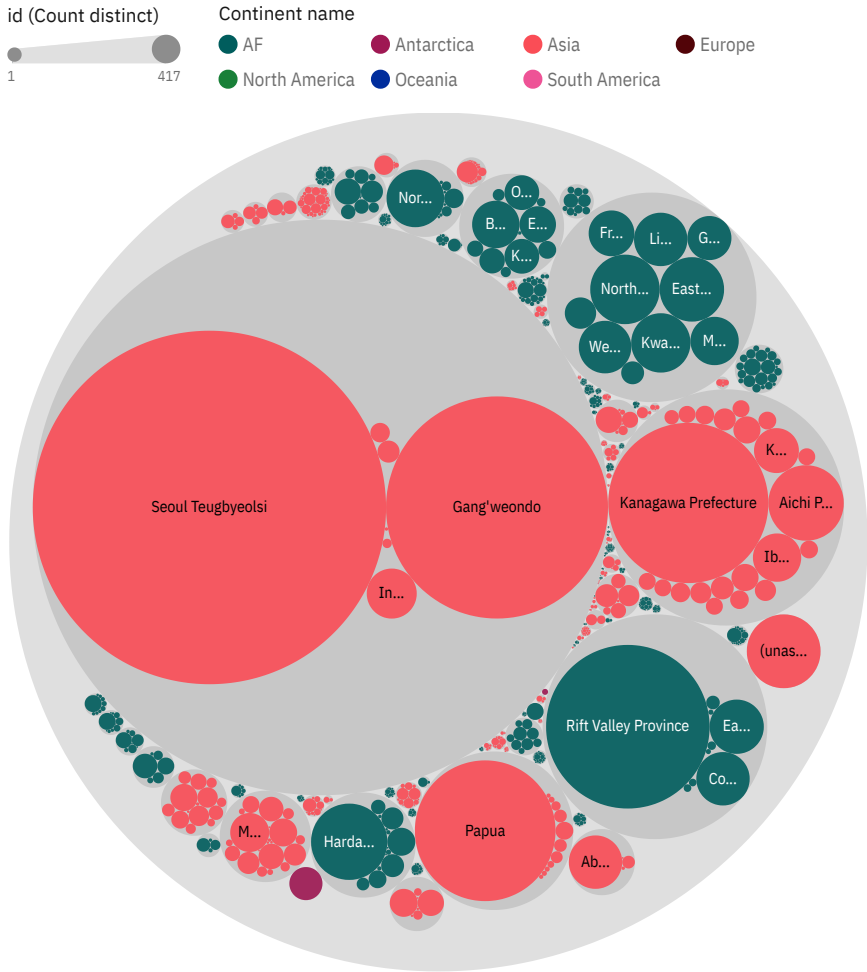 id (Count distinct)
1
417
Continent name
AF
Antarctica
Asia
Europe
North America
Oceania
South America
Nor...
O...
B...
E...
K...
Fr...
Li...
G...
North...
East...
We...
Kwa...
M...
Seoul Teugbyeolsi
Gang'weondo
In...
Kanagawa Prefecture
K...
Aichi P...
Ib...
(unas...
Rift Valley Province
Ea...
Co...
M...
Harda...
Papua
Ab...